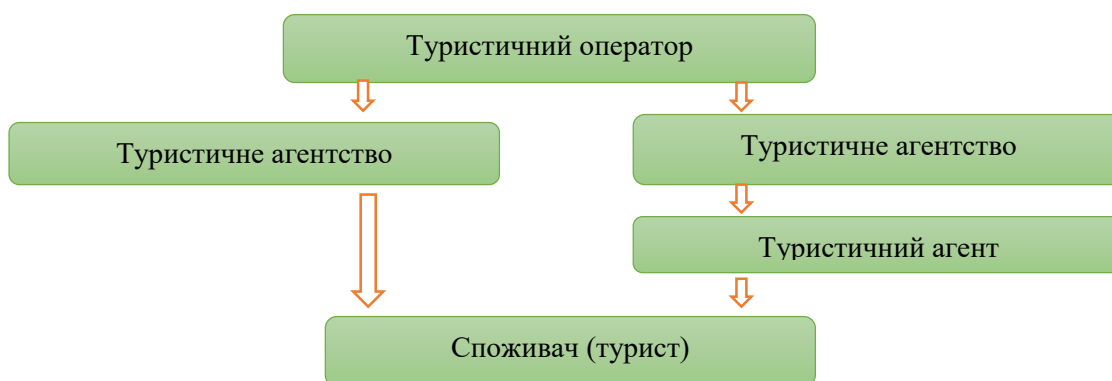 Туристичний оператор
Туристичне агентство
Туристичне агентство
Туристичний агент
Споживач (турист)